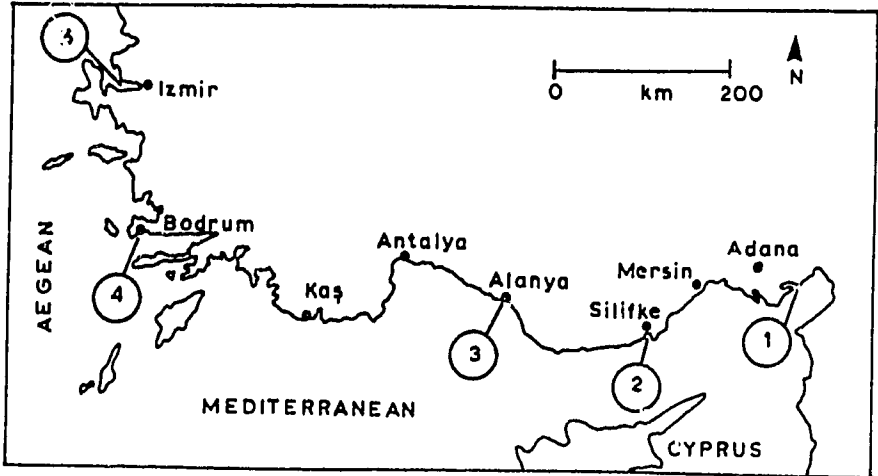 Izmir
0 km 200
N
Bodrum
AEGEAN
4
Antalya
Adana
Kaş
Alanya
Mersin
Silifke
3
1
2
MEDITERRANEAN
CYPRUS